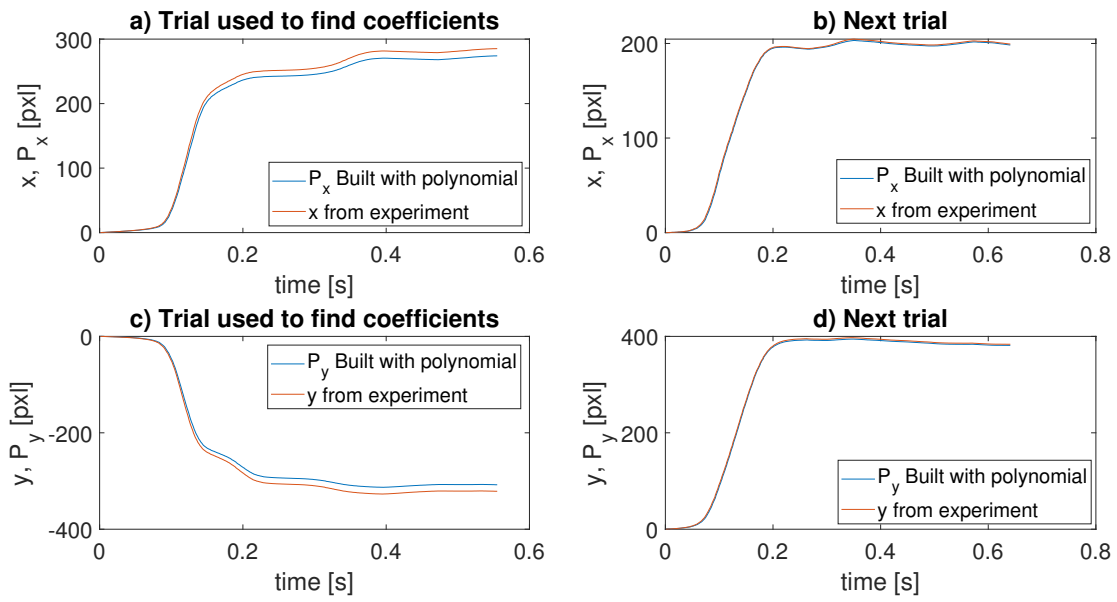 a) Trial used to find coefficients
300
200
100
0
x, P_x [pxl]
P_x Built with polynomial
x from experiment
0
0.2
0.4
0.6
time [s]
b) Next trial
200
100
0
x, P_x [pxl]
P_x Built with polynomial
x from experiment
0
0.2
0.4
0.6
0.8
time [s]
c) Trial used to find coefficients
0
-200
-400
y, P_y [pxl]
P_y Built with polynomial
y from experiment
0
0.2
0.4
0.6
time [s]
d) Next trial
400
200
0
y, P_y [pxl]
P_y Built with polynomial
y from experiment
0
0.2
0.4
0.6
0.8
time [s]